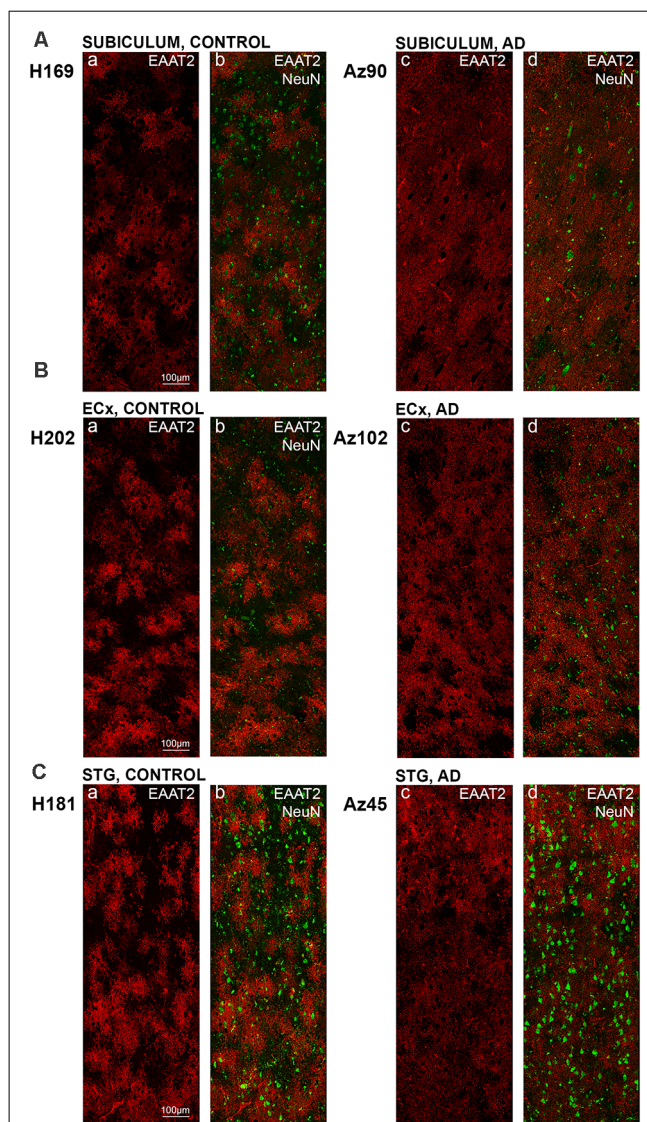 A
SUBICULUM, CONTROL
SUBICULUM, AD
H169
a EAAT2
b EAAT2
NeuN
Az90
c EAAT2
d EAAT2
NeuN
100µm
B
ECx, CONTROL
ECx, AD
H202
a EAAT2
b EAAT2
NeuN
Az102
c EAAT2
d EAAT2
NeuN
100µm
C
STG, CONTROL
STG, AD
H181
a EAAT2
b EAAT2
NeuN
Az45
c EAAT2
d EAAT2
NeuN
100µm